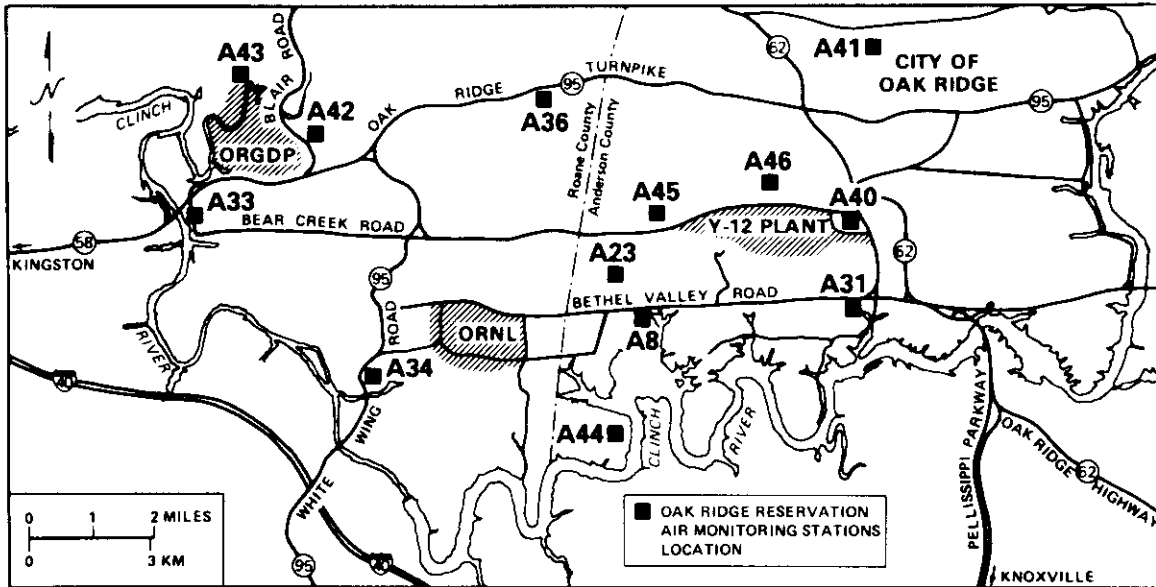 A43
BLAIR ROAD
62
A41
CITY OF
OAK RIDGE
N
CLINCH
A42
OAK RIDGE TURNPIKE
95
A36
95
ORGDP
Roane County
Anderson County
A46
A45
A40
A33
BEAR CREEK ROAD
Y-12 PLANT
58
KINGSTON
62
A23
95
A31
BETHEL VALLEY ROAD
RIVER
ORNL
A8
40
A34
WHITE WING ROAD
A44
CLINCH
RIVER
PELLISSIPPI PARKWAY
OAK RIDGE HIGHWAY
62
0 1 2 MILES
0 3 KM
OAK RIDGE RESERVATION
AIR MONITORING STATIONS
LOCATION
95
40
KNOXVILLE